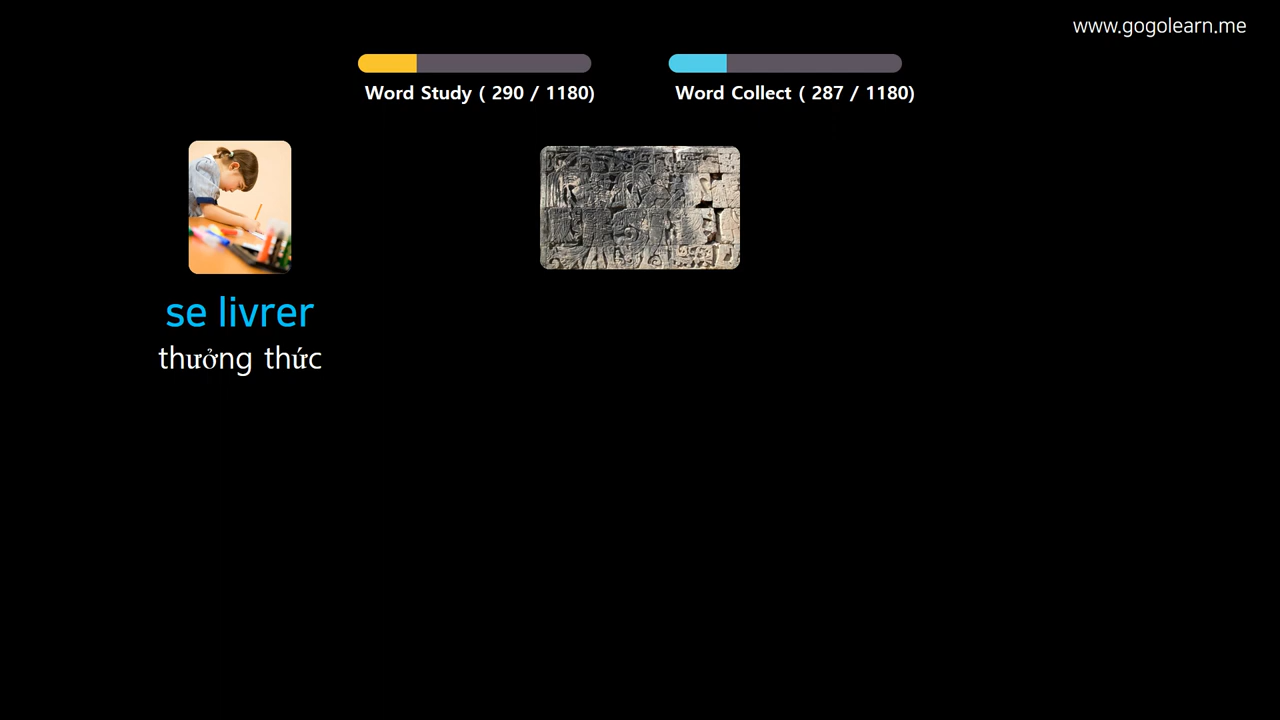 www.gogolearn.me
Word Study ( 290 / 1180)
Word Collect ( 287 / 1180)
se livrer
thưởng thức